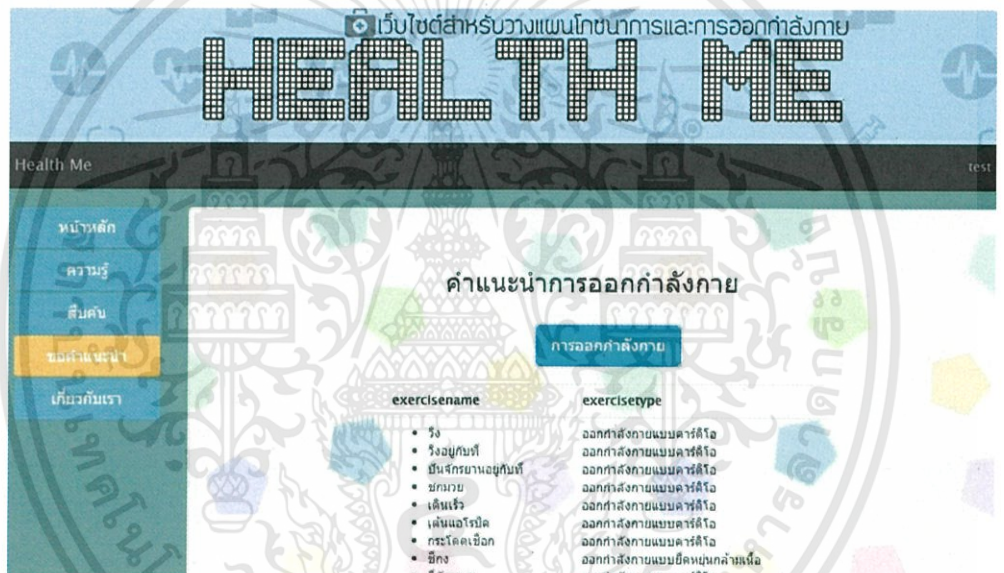 เว็บไซต์สำหรับวางแผนโภชนาการและการออกกำลังกาย
HEALTH ME
Health Me
test
หน้าหลัก
ความรู้
สืบค้น
ขอคำแนะนำ
เกี่ยวกับเรา
คำแนะนำการออกกำลังกาย
การออกกำลังกาย
exercisename exercisetype
• วิ่ง ออกกำลังกายแบบคาร์ดิโอ
• วิ่งอยู่กับที่ ออกกำลังกายแบบคาร์ดิโอ
• ปั่นจักรยานอยู่กับที่ ออกกำลังกายแบบคาร์ดิโอ
• ชกมวย ออกกำลังกายแบบคาร์ดิโอ
• เดินเร็ว ออกกำลังกายแบบคาร์ดิโอ
• เต้นแอโรบิค ออกกำลังกายแบบคาร์ดิโอ
• กระโดดเชือก ออกกำลังกายแบบคาร์ดิโอ
• ชี่กง ออกกำลังกายแบบยืดหยุ่นกล้ามเนื้อ